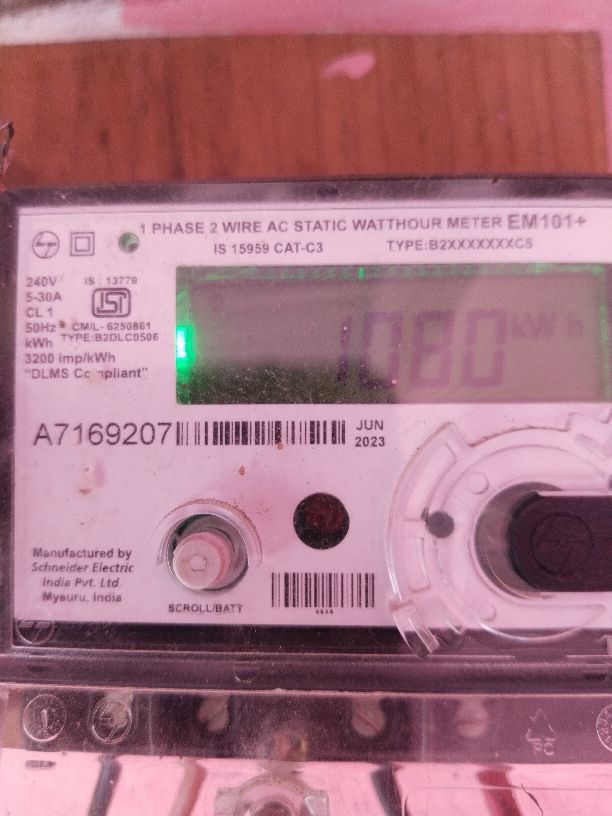 1 PHASE 2 WIRE AC STATIC WATTHOUR METER EM101+
IS 15959 CAT-C3 TYPE:B2XXXXXXXC5
240V IS : 13779
5-30A
CL 1
50Hz CM/L- 6250861
kWh TYPE:B2DLC0506
3200 imp/kWh
"DLMS Compliant"
1080 kWh
A7169207 JUN
2023
Manufactured by
Schneider Electric
India Pvt. Ltd.
Mysuru, India
SCROLL/BATT
PC